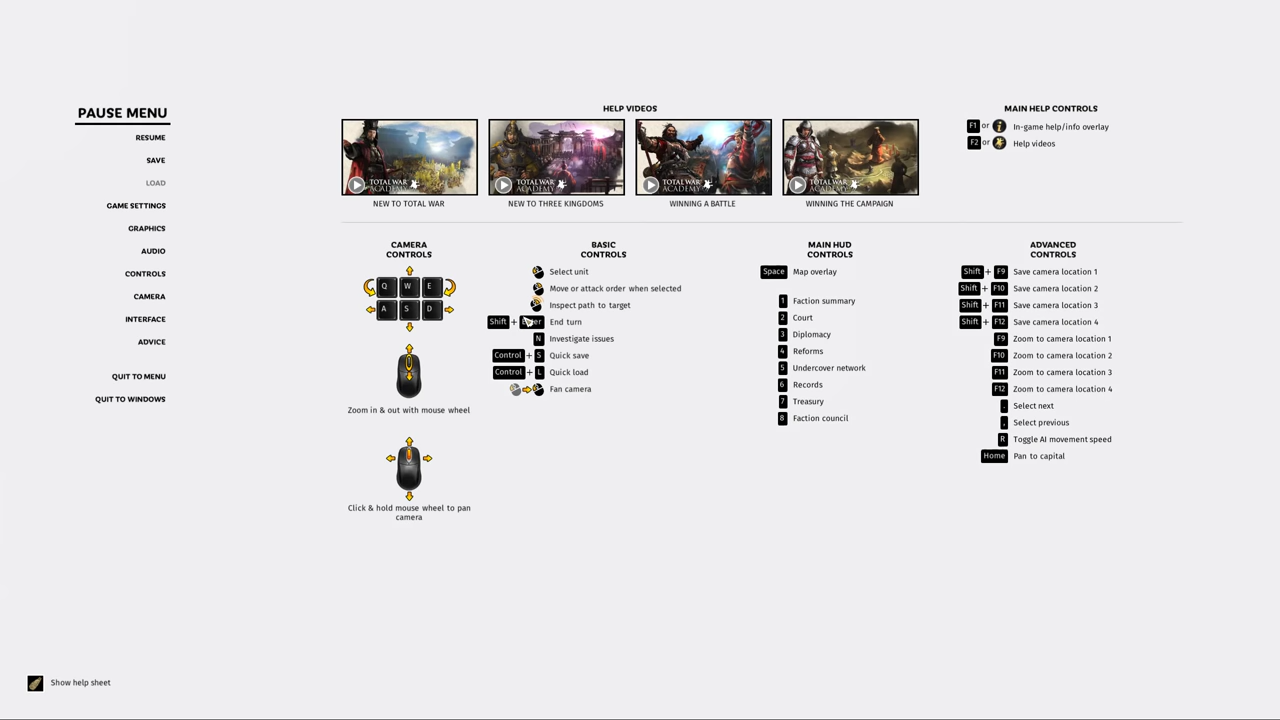 PAUSE MENU
RESUME
SAVE
LOAD
GAME SETTINGS
GRAPHICS
AUDIO
CONTROLS
CAMERA
INTERFACE
ADVICE
QUIT TO MENU
QUIT TO WINDOWS
HELP VIDEOS
TOTAL WAR ACADEMY
NEW TO TOTAL WAR
TOTAL WAR ACADEMY
NEW TO THREE KINGDOMS
TOTAL WAR ACADEMY
WINNING A BATTLE
TOTAL WAR ACADEMY
WINNING THE CAMPAIGN
MAIN HELP CONTROLS
F1 or In-game help/info overlay
F2 or Help videos
CAMERA
CONTROLS
Q W E
A S D
Zoom in & out with mouse wheel
Click & hold mouse wheel to pan
camera
BASIC
CONTROLS
Select unit
Move or attack order when selected
Inspect path to target
Shift + End turn
N Investigate issues
Control + S Quick save
Control + L Quick load
Fan camera
MAIN HUD
CONTROLS
Space Map overlay
1 Faction summary
2 Court
3 Diplomacy
4 Reforms
5 Undercover network
6 Records
7 Treasury
8 Faction council
ADVANCED
CONTROLS
Shift + F9 Save camera location 1
Shift + F10 Save camera location 2
Shift + F11 Save camera location 3
Shift + F12 Save camera location 4
F9 Zoom to camera location 1
F10 Zoom to camera location 2
F11 Zoom to camera location 3
F12 Zoom to camera location 4
. Select next
, Select previous
R Toggle AI movement speed
Home Pan to capital
Show help sheet